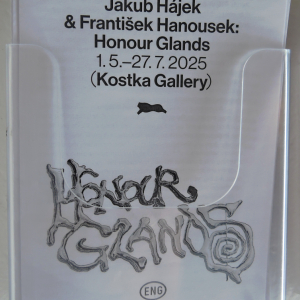 Jakub Hájek
& František Hanousek:
Honour Glands
1. 5.–27. 7. 2025
(Kostka Gallery)
HONOUR
GLANDS
ENG